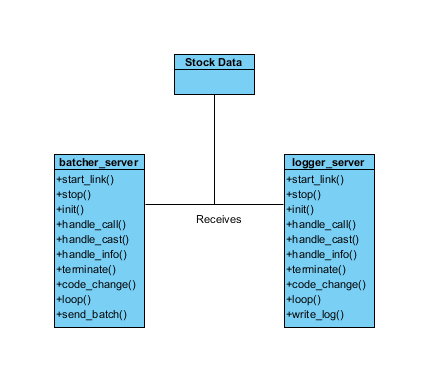 Stock Data
batcher_server
+start_link()
+stop()
+init()
+handle_call()
+handle_cast()
+handle_info()
+terminate()
+code_change()
+loop()
+send_batch()
Receives
logger_server
+start_link()
+stop()
+init()
+handle_call()
+handle_cast()
+handle_info()
+terminate()
+code_change()
+loop()
+write_log()